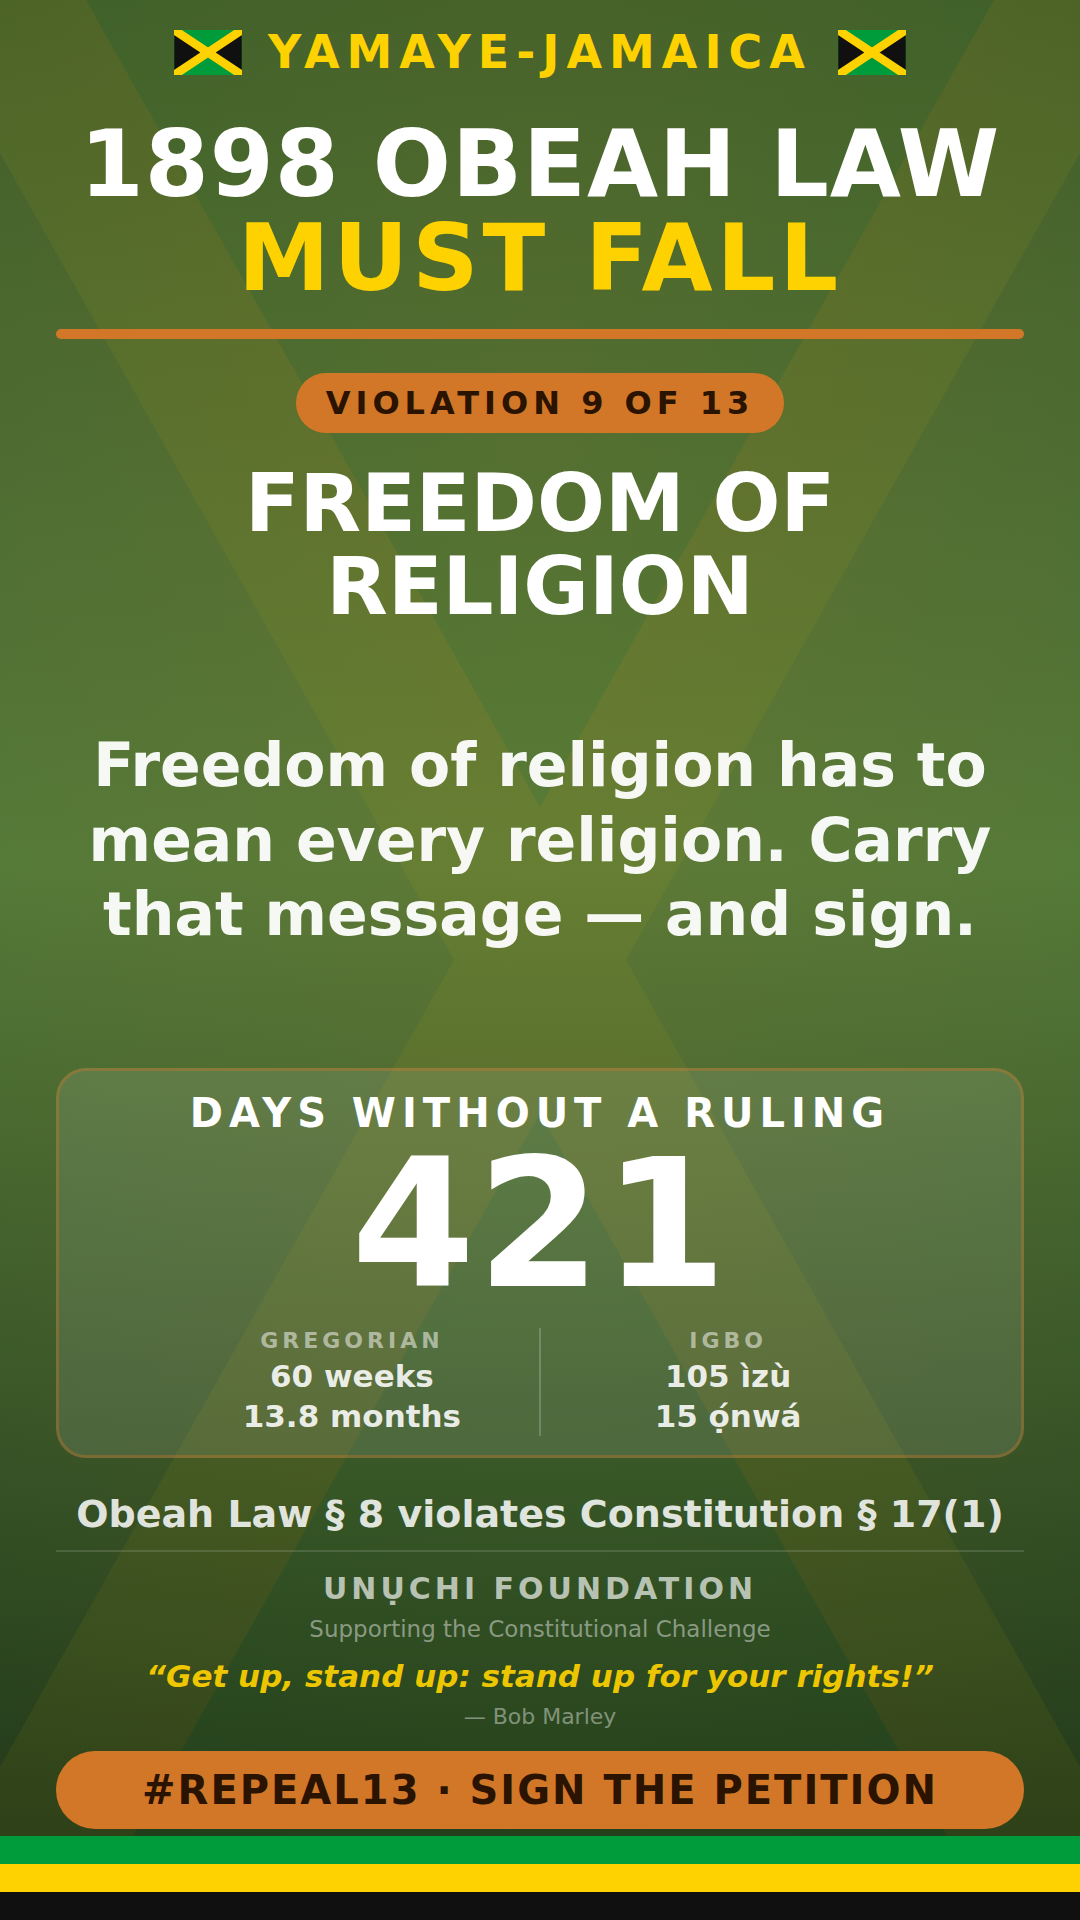 YAMAYE-JAMAICA
1898 OBEAH LAW
MUST FALL
VIOLATION 9 OF 13
FREEDOM OF
RELIGION
Freedom of religion has to
mean every religion. Carry
that message — and sign.
DAYS WITHOUT A RULING
421
GREGORIAN
60 weeks
13.8 months
IGBO
105 ìzù
15 ọ́nwá
Obeah Law § 8 violates Constitution § 17(1)
UNỤCHI FOUNDATION
Supporting the Constitutional Challenge
“Get up, stand up: stand up for your rights!”
— Bob Marley
#REPEAL13 · SIGN THE PETITION